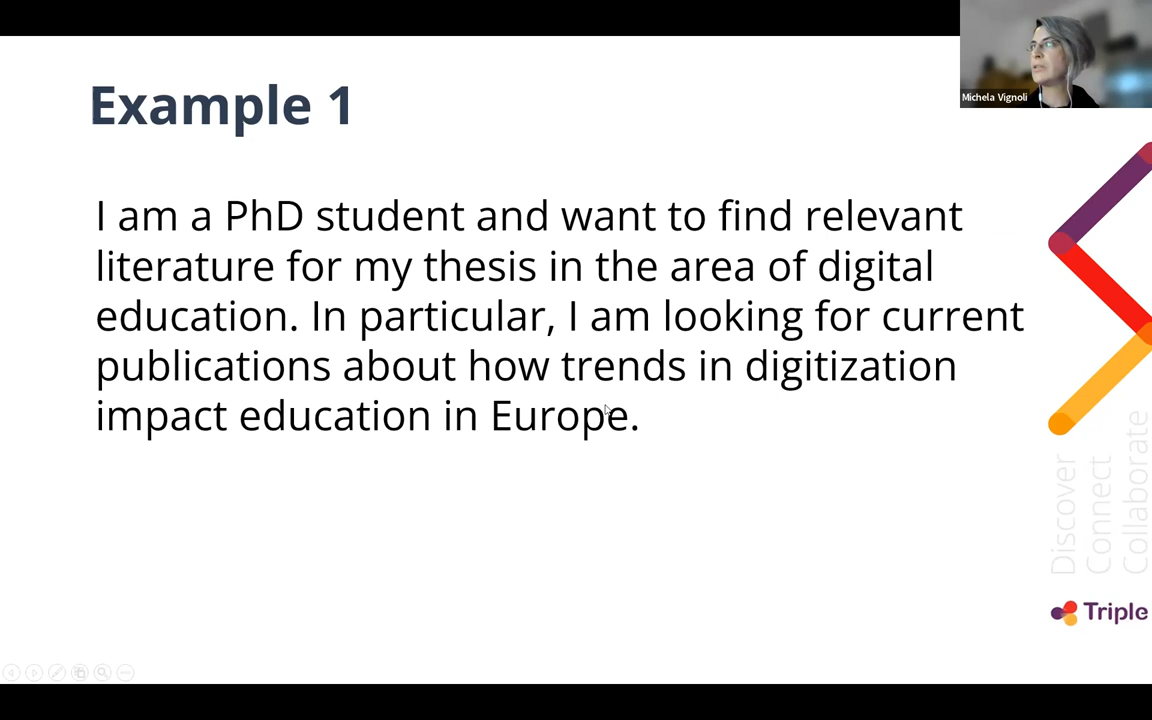 Example 1
Michela Vignoli
I am a PhD student and want to find relevant
literature for my thesis in the area of digital
education. In particular, I am looking for current
publications about how trends in digitization
impact education in Europe.
Discover
Connect
Collaborate
Triple